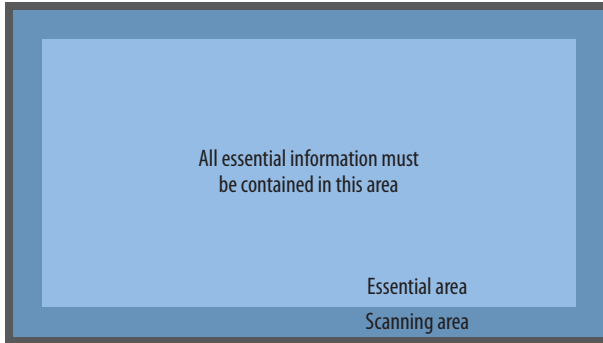 All essential information must
be contained in this area
Essential area
Scanning area